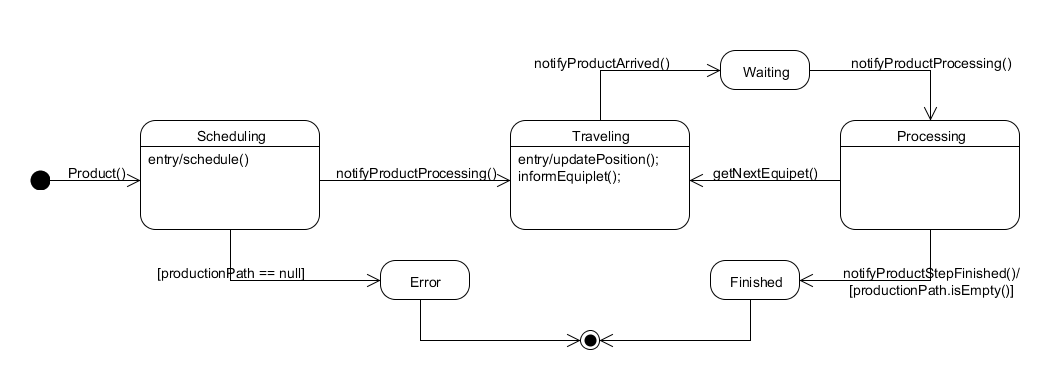 notifyProductArrived()
notifyProductProcessing()
Waiting
Scheduling
entry/schedule()
Traveling
entry/updatePosition();
informEquiplet();
Processing
Product()
notifyProductProcessing()
getNextEquipet()
[productionPath == null]
Error
Finished
notifyProductStepFinished()/
[productionPath.isEmpty()]